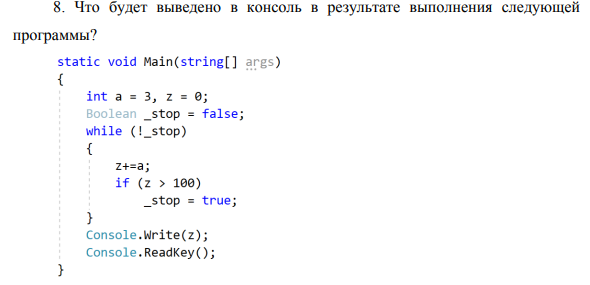 8. Что будет выведено в консоль в результате выполнения следующей
программы?
static void Main(string[] args)
{
int a = 3, z = 0;
Boolean _stop = false;
while (!_stop)
{
z+=a;
if (z > 100)
_stop = true;
}
Console.Write(z);
Console.ReadKey();
}